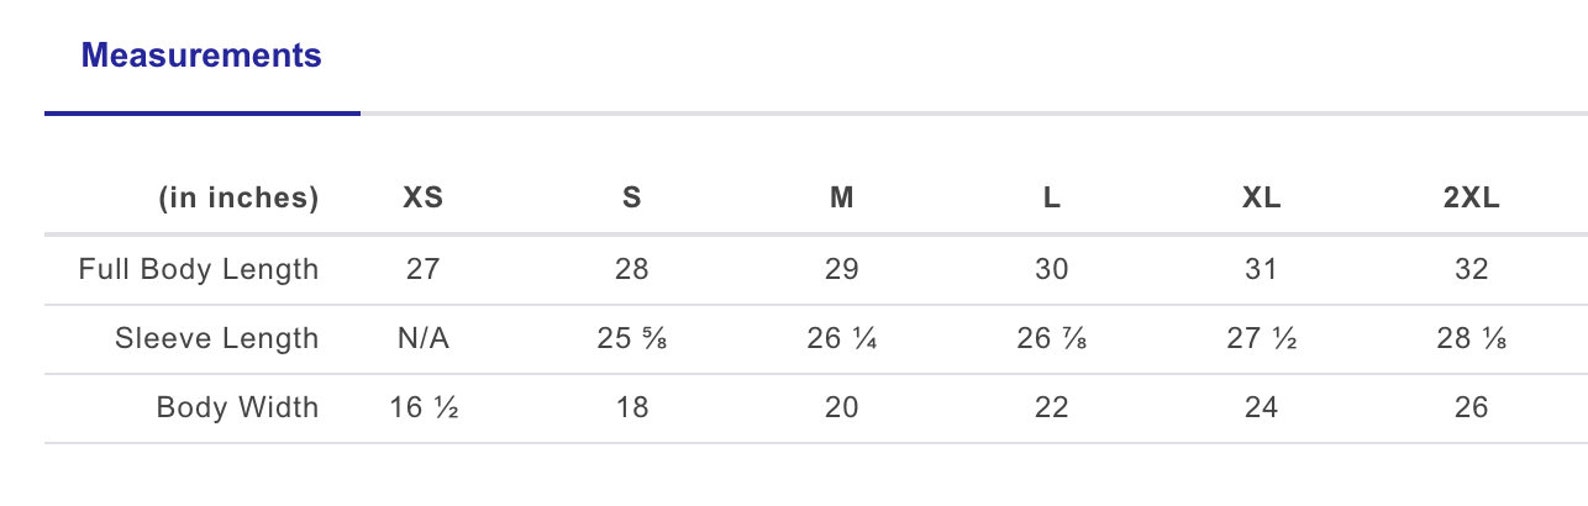 Measurements
(in inches) XS S M L XL 2XL
Full Body Length 27 28 29 30 31 32
Sleeve Length N/A 25 ⅝ 26 ¼ 26 ⅞ 27 ½ 28 ⅛
Body Width 16 ½ 18 20 22 24 26